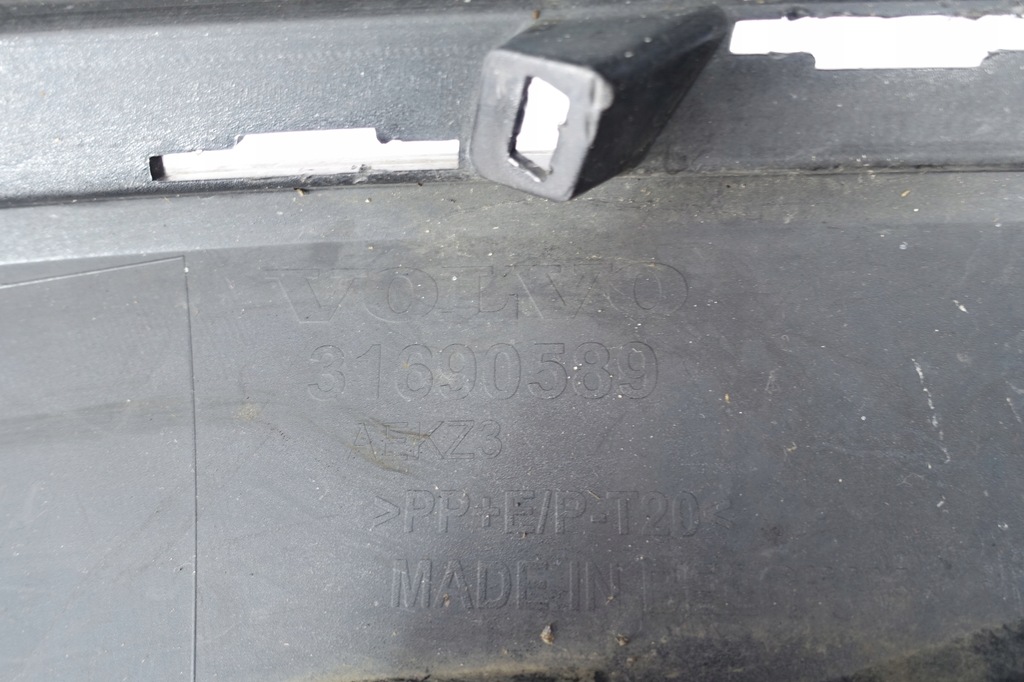 VOLVO
31690589
AEKZ3
>PP+E/P-T20<
MADE IN